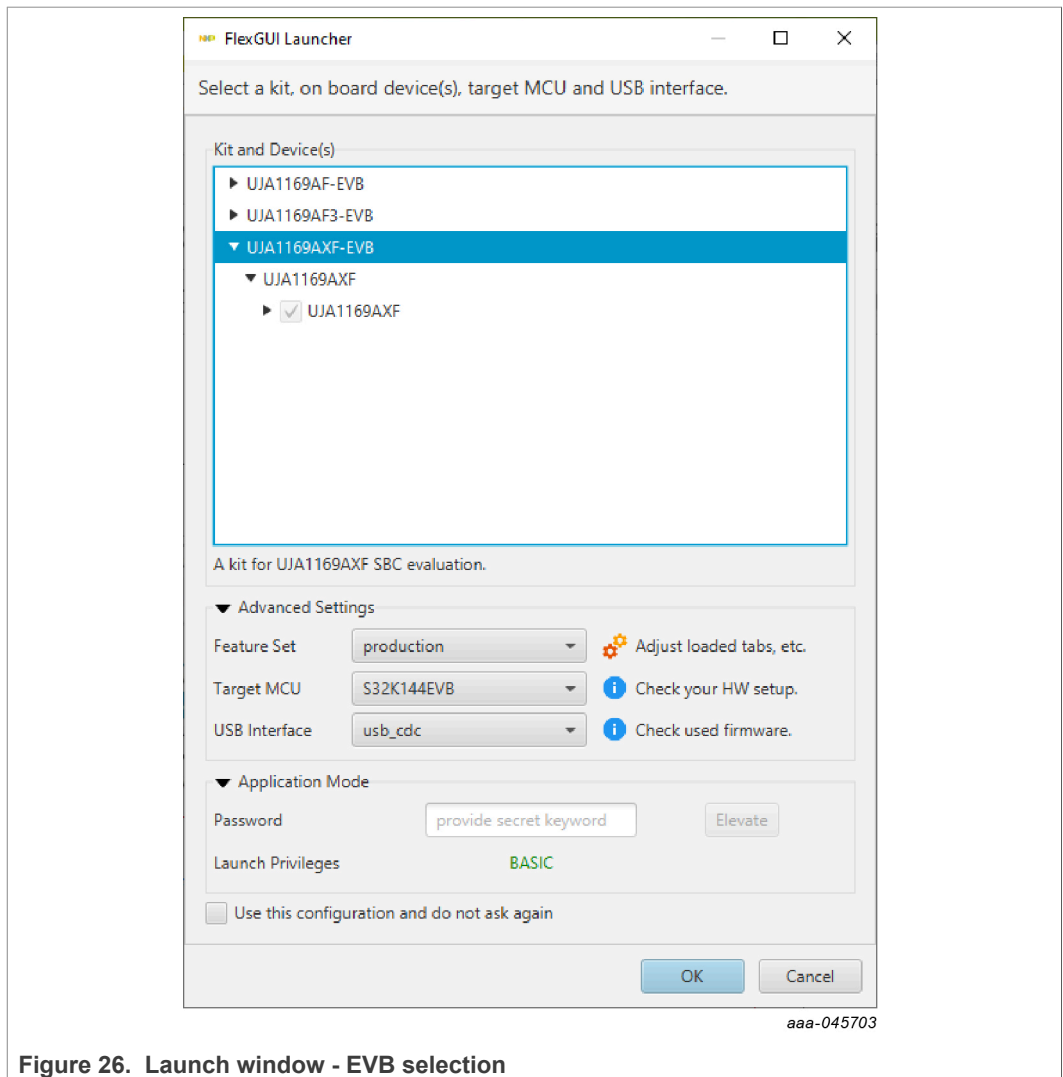 FlexGUI Launcher
Select a kit, on board device(s), target MCU and USB interface.
Kit and Device(s)
UJA1169AF-EVB
UJA1169AF3-EVB
UJA1169AXF-EVB
UJA1169AXF
UJA1169AXF
A kit for UJA1169AXF SBC evaluation.
Advanced Settings
Feature Set production Adjust loaded tabs, etc.
Target MCU S32K144EVB Check your HW setup.
USB Interface usb_cdc Check used firmware.
Application Mode
Password provide secret keyword Elevate
Launch Privileges BASIC
Use this configuration and do not ask again
OK Cancel
aaa-045703
Figure 26. Launch window - EVB selection